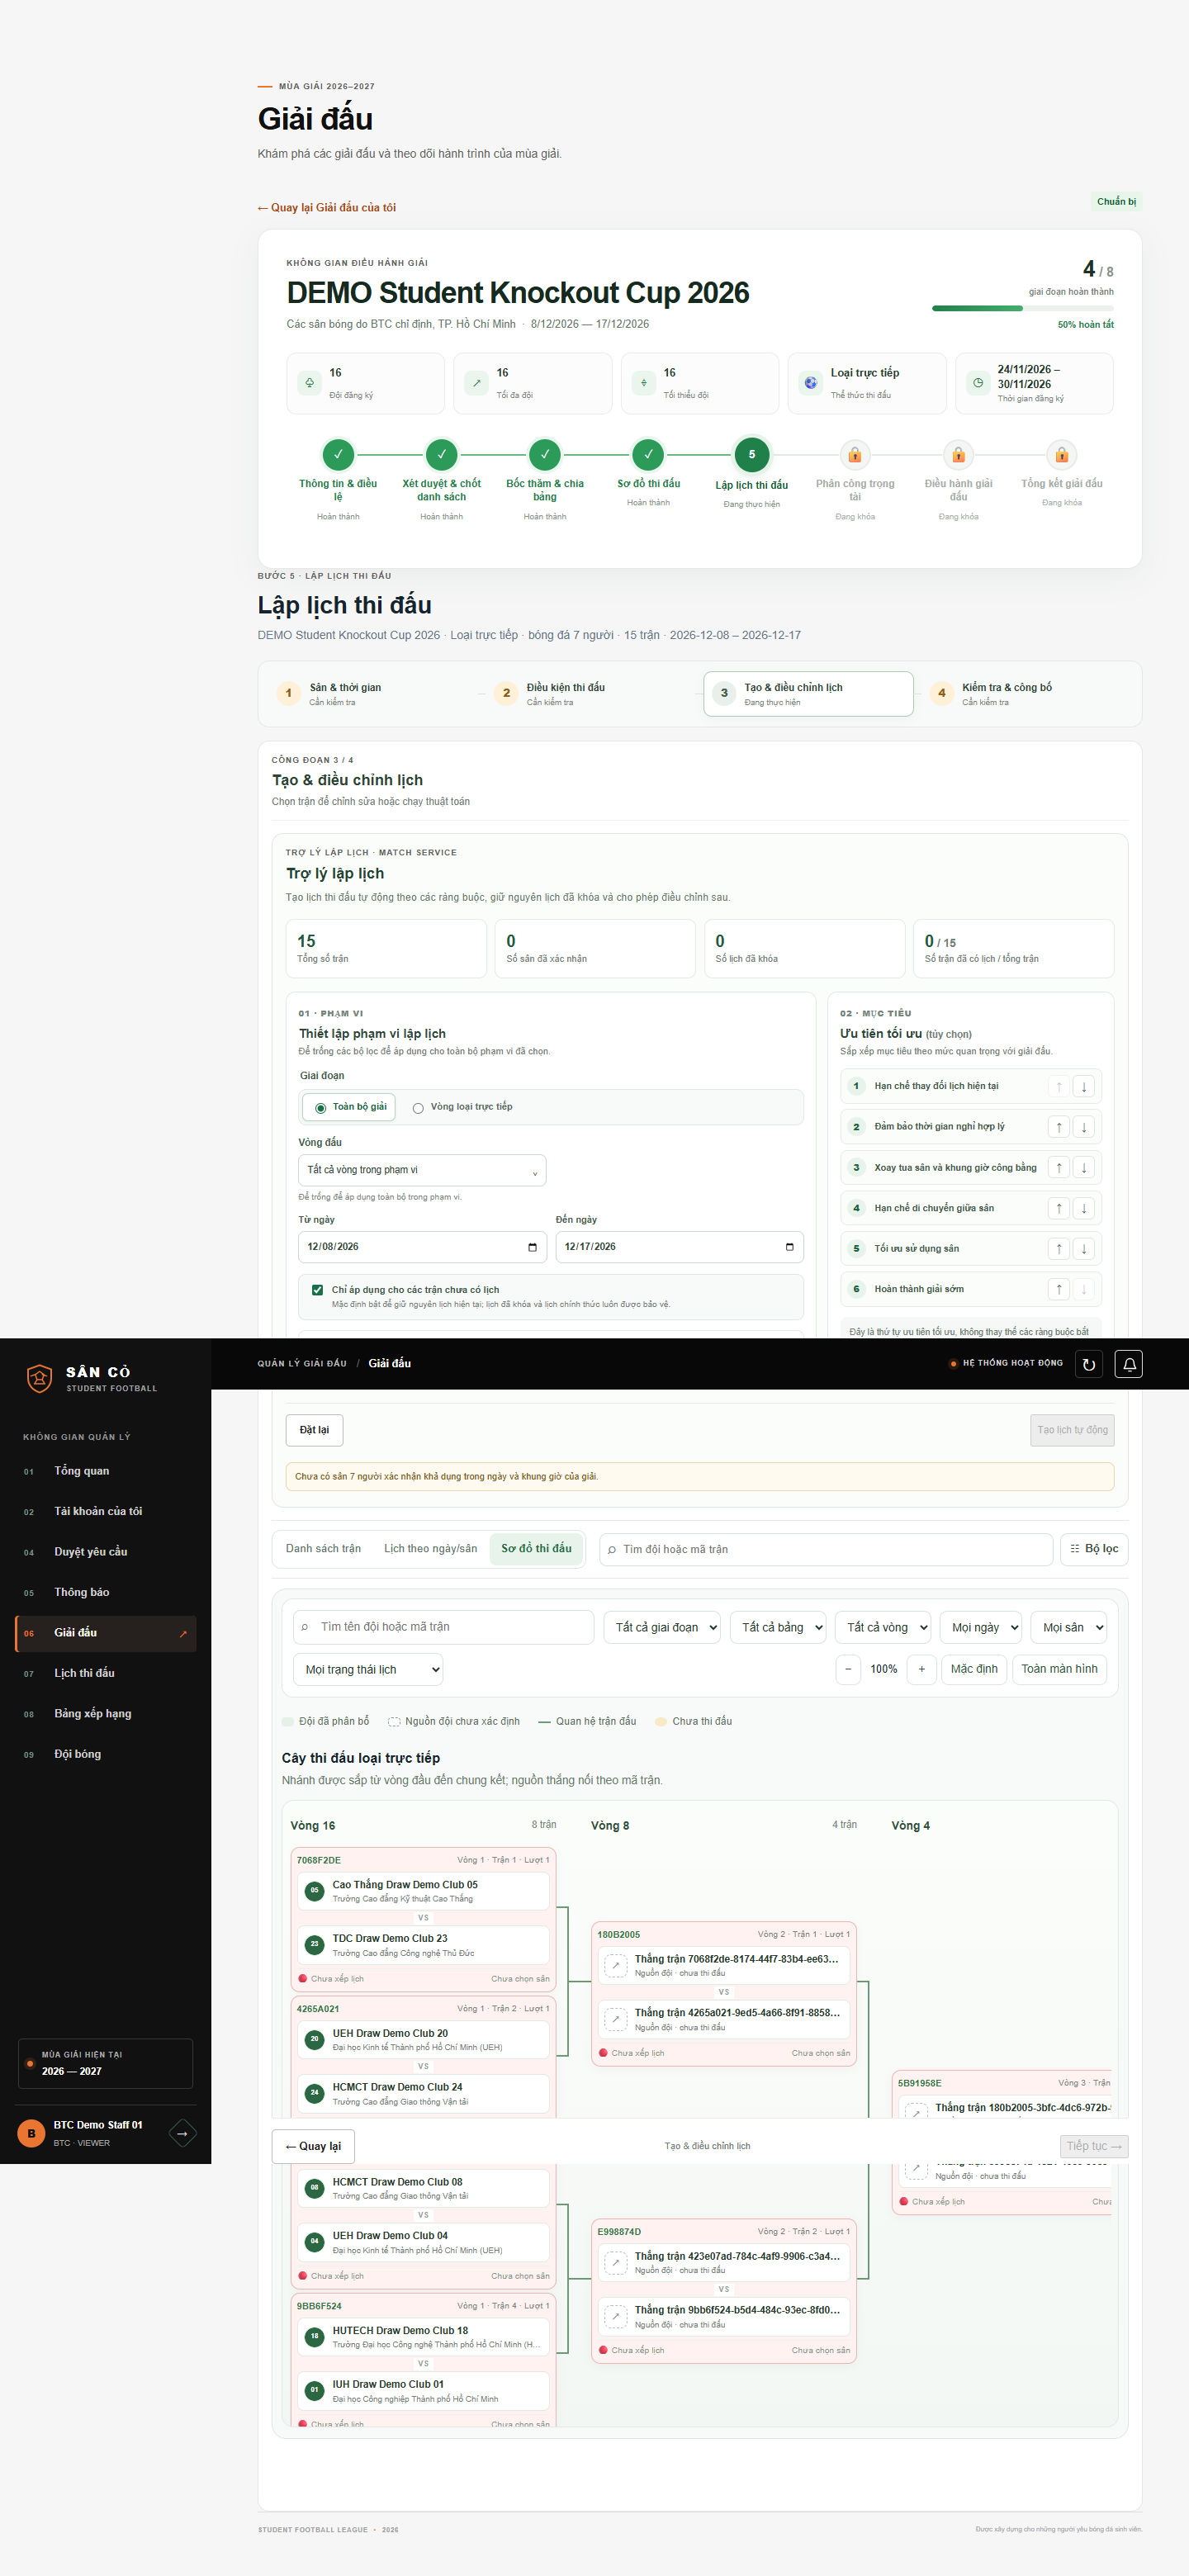 MÙA GIẢI 2026–2027
Giải đấu
Khám phá các giải đấu và theo dõi hành trình của mùa giải.
← Quay lại Giải đấu của tôi
Chuẩn bị
KHÔNG GIAN ĐIỀU HÀNH GIẢI
DEMO Student Knockout Cup 2026
Các sân bóng do BTC chỉ định, TP. Hồ Chí Minh · 8/12/2026 — 17/12/2026
4 / 8
giai đoạn hoàn thành
50% hoàn tất
16
Đội đăng ký
16
Tối đa đội
16
Tối thiểu đội
Loại trực tiếp
Thể thức thi đấu
24/11/2026 –
30/11/2026
Thời gian đăng ký
Thông tin & điều
lệ
Hoàn thành
Xét duyệt & chốt
danh sách
Hoàn thành
Bốc thăm & chia
bảng
Hoàn thành
Sơ đồ thi đấu
Hoàn thành
5
Lập lịch thi đấu
Đang thực hiện
Phân công trọng
tài
Đang khóa
Điều hành giải
đấu
Đang khóa
Tổng kết giải đấu
Đang khóa
BƯỚC 5 · LẬP LỊCH THI ĐẤU
Lập lịch thi đấu
DEMO Student Knockout Cup 2026 · Loại trực tiếp · bóng đá 7 người · 15 trận · 2026-12-08 – 2026-12-17
1
Sân & thời gian
Cần kiểm tra
2
Điều kiện thi đấu
Cần kiểm tra
3
Tạo & điều chỉnh lịch
Đang thực hiện
4
Kiểm tra & công bố
Cần kiểm tra
CÔNG ĐOẠN 3 / 4
Tạo & điều chỉnh lịch
Chọn trận để chỉnh sửa hoặc chạy thuật toán
TRỢ LÝ LẬP LỊCH · MATCH SERVICE
Trợ lý lập lịch
Tạo lịch thi đấu tự động theo các ràng buộc, giữ nguyên lịch đã khóa và cho phép điều chỉnh sau.
15
Tổng số trận
0
Số sân đã xác nhận
0
Số lịch đã khóa
0 / 15
Số trận đã có lịch / tổng trận
01 · PHẠM VI
Thiết lập phạm vi lập lịch
Để trống các bộ lọc để áp dụng cho toàn bộ phạm vi đã chọn.
Giai đoạn
Toàn bộ giải
Vòng loại trực tiếp
Vòng đấu
Tất cả vòng trong phạm vi
Để trống để áp dụng toàn bộ trong phạm vi.
Từ ngày
Đến ngày
12/08/2026
12/17/2026
Chỉ áp dụng cho các trận chưa có lịch
Mặc định bật để giữ nguyên lịch hiện tại; lịch đã khóa và lịch chính thức luôn được bảo vệ.
02 · MỤC TIÊU
Ưu tiên tối ưu (tùy chọn)
Sắp xếp mục tiêu theo mức quan trọng với giải đấu.
1 Hạn chế thay đổi lịch hiện tại ↑ ↓
2 Đảm bảo thời gian nghỉ hợp lý ↑ ↓
3 Xoay tua sân và khung giờ công bằng ↑ ↓
4 Hạn chế di chuyển giữa sân ↑ ↓
5 Tối ưu sử dụng sân ↑ ↓
6 Hoàn thành giải sớm ↑ ↓
Đây là thứ tự ưu tiên tối ưu, không thay thế các ràng buộc bắt
SÂN CỎ
STUDENT FOOTBALL
QUẢN LÝ GIẢI ĐẤU / Giải đấu
HỆ THỐNG HOẠT ĐỘNG
KHÔNG GIAN QUẢN LÝ
01 Tổng quan
02 Tài khoản của tôi
04 Duyệt yêu cầu
05 Thông báo
06 Giải đấu
07 Lịch thi đấu
08 Bảng xếp hạng
09 Đội bóng
MÙA GIẢI HIỆN TẠI
2026 — 2027
B
BTC Demo Staff 01
BTC · VIEWER
Đặt lại
Tạo lịch tự động
Chưa có sân 7 người xác nhận khả dụng trong ngày và khung giờ của giải.
Danh sách trận
Lịch theo ngày/sân
Sơ đồ thi đấu
Tìm đội hoặc mã trận
Bộ lọc
Tìm tên đội hoặc mã trận
Tất cả giai đoạn
Tất cả bảng
Tất cả vòng
Mọi ngày
Mọi sân
Mọi trạng thái lịch
− 100% +
Mặc định
Toàn màn hình
Đội đã phân bổ
Nguồn đội chưa xác định
Quan hệ trận đấu
Chưa thi đấu
Cây thi đấu loại trực tiếp
Nhánh được sắp từ vòng đầu đến chung kết; nguồn thắng nối theo mã trận.
Vòng 16
8 trận
Vòng 8
4 trận
Vòng 4
7068F2DE
Vòng 1 · Trận 1 · Lượt 1
05
Cao Thắng Draw Demo Club 05
Trường Cao đẳng Kỹ thuật Cao Thắng
VS
23
TDC Draw Demo Club 23
Trường Cao đẳng Công nghệ Thủ Đức
Chưa xếp lịch
Chưa chọn sân
4265A021
Vòng 1 · Trận 2 · Lượt 1
20
UEH Draw Demo Club 20
Đại học Kinh tế Thành phố Hồ Chí Minh (UEH)
VS
24
HCMCT Draw Demo Club 24
Trường Cao đẳng Giao thông Vận tải
180B2005
Vòng 2 · Trận 1 · Lượt 1
Thắng trận 7068f2de-8174-44f7-83b4-ee63...
Nguồn đội · chưa thi đấu
VS
Thắng trận 4265a021-9ed5-4a66-8f91-8858...
Nguồn đội · chưa thi đấu
Chưa xếp lịch
Chưa chọn sân
5B91958E
Vòng 3 · Trận
Thắng trận 180b2005-3bfc-4dc6-972b-
← Quay lại
Tạo & điều chỉnh lịch
Tiếp tục →
Nguồn đội · chưa thi đấu
Chưa xếp lịch
Chưa
08
HCMCT Draw Demo Club 08
Trường Cao đẳng Giao thông Vận tải
VS
04
UEH Draw Demo Club 04
Đại học Kinh tế Thành phố Hồ Chí Minh (UEH)
Chưa xếp lịch
Chưa chọn sân
E998874D
Vòng 2 · Trận 2 · Lượt 1
Thắng trận 423e07ad-784c-4af9-9906-c3a4...
Nguồn đội · chưa thi đấu
VS
Thắng trận 9bb6f524-b5d4-484c-93ec-8fd0...
Nguồn đội · chưa thi đấu
Chưa xếp lịch
Chưa chọn sân
9BB6F524
Vòng 1 · Trận 4 · Lượt 1
18
HUTECH Draw Demo Club 18
Trường Đại học Công nghệ Thành phố Hồ Chí Minh (H...
VS
01
IUH Draw Demo Club 01
Đại học Công nghiệp Thành phố Hồ Chí Minh
Chưa xếp lịch
Chưa chọn sân
STUDENT FOOTBALL LEAGUE • 2026
Được xây dựng cho những người yêu bóng đá sinh viên.